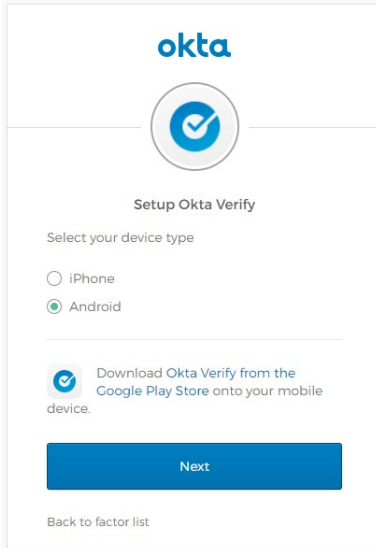 okta
Setup Okta Verify
Select your device type
iPhone
Android
Download Okta Verify from the
Google Play Store onto your mobile
device.
Next
Back to factor list